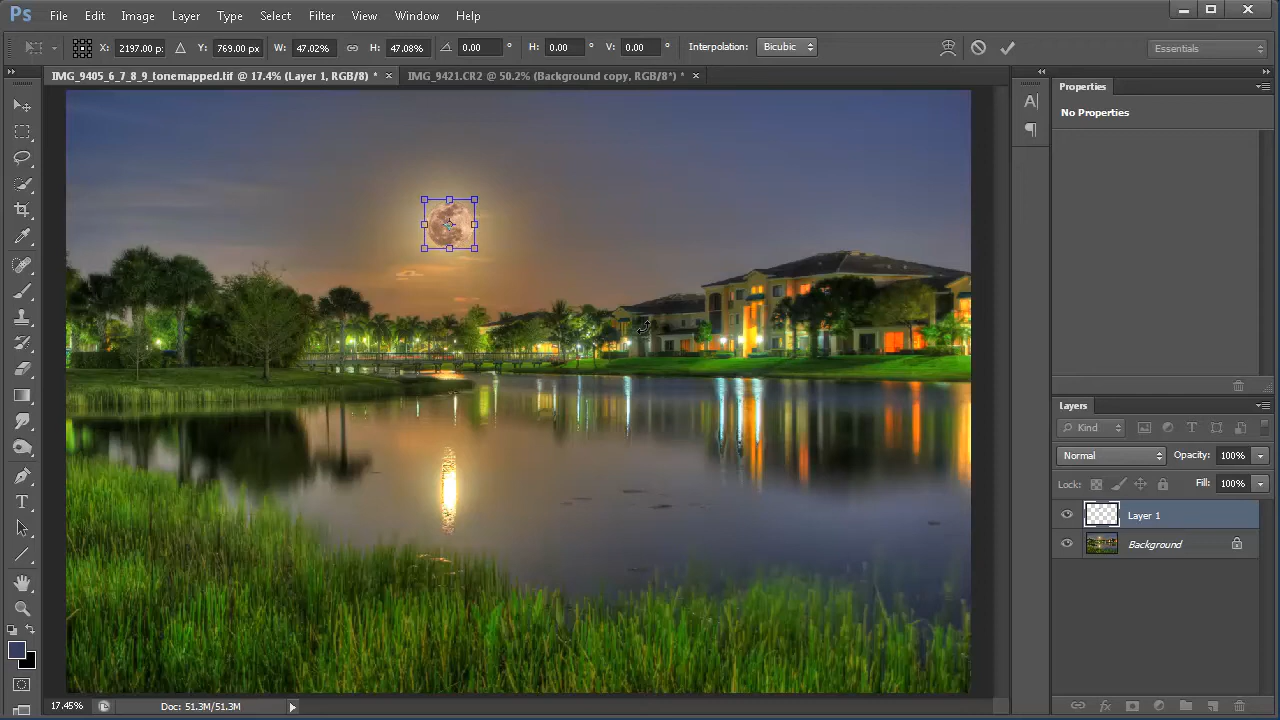 Ps File Edit Image Layer Type Select Filter View Window Help
X: 2197.00 p: Y: 769.00 px W: 47.02% H: 47.08% 0.00 ° H: 0.00 ° V: 0.00 ° Interpolation: Bicubic Essentials
IMG_9405_6_7_8_9_tonemapped.tif @ 17.4% (Layer 1, RGB/8) * × IMG_9421.CR2 @ 50.2% (Background copy, RGB/8*) * ×
Properties
No Properties
Layers
Kind
Normal Opacity: 100%
Lock: Fill: 100%
Layer 1
Background
17.45% Doc: 51.3M/51.3M